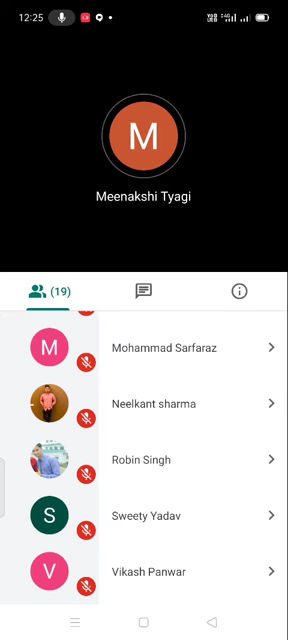 12:25
M
Meenakshi Tyagi
(19)
M
Mohammad Sarfaraz
Neelkant sharma
Robin Singh
S
Sweety Yadav
V
Vikash Panwar